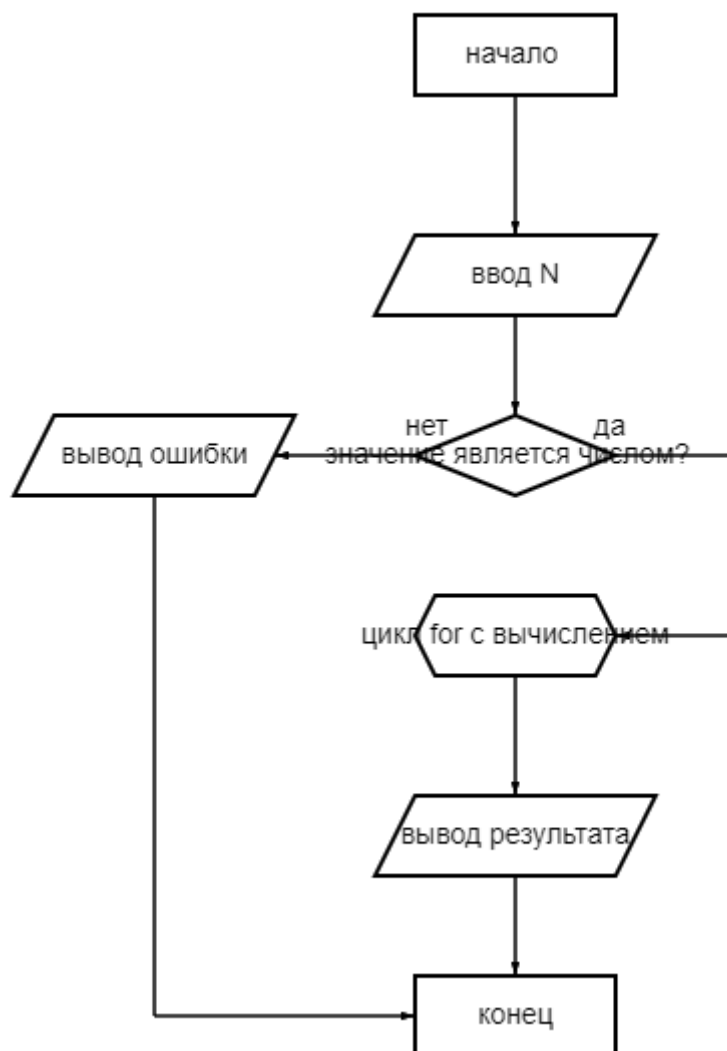 начало
ввод N
нет
да
вывод ошибки
значение является числом?
цикл for с вычислением
вывод результата
конец